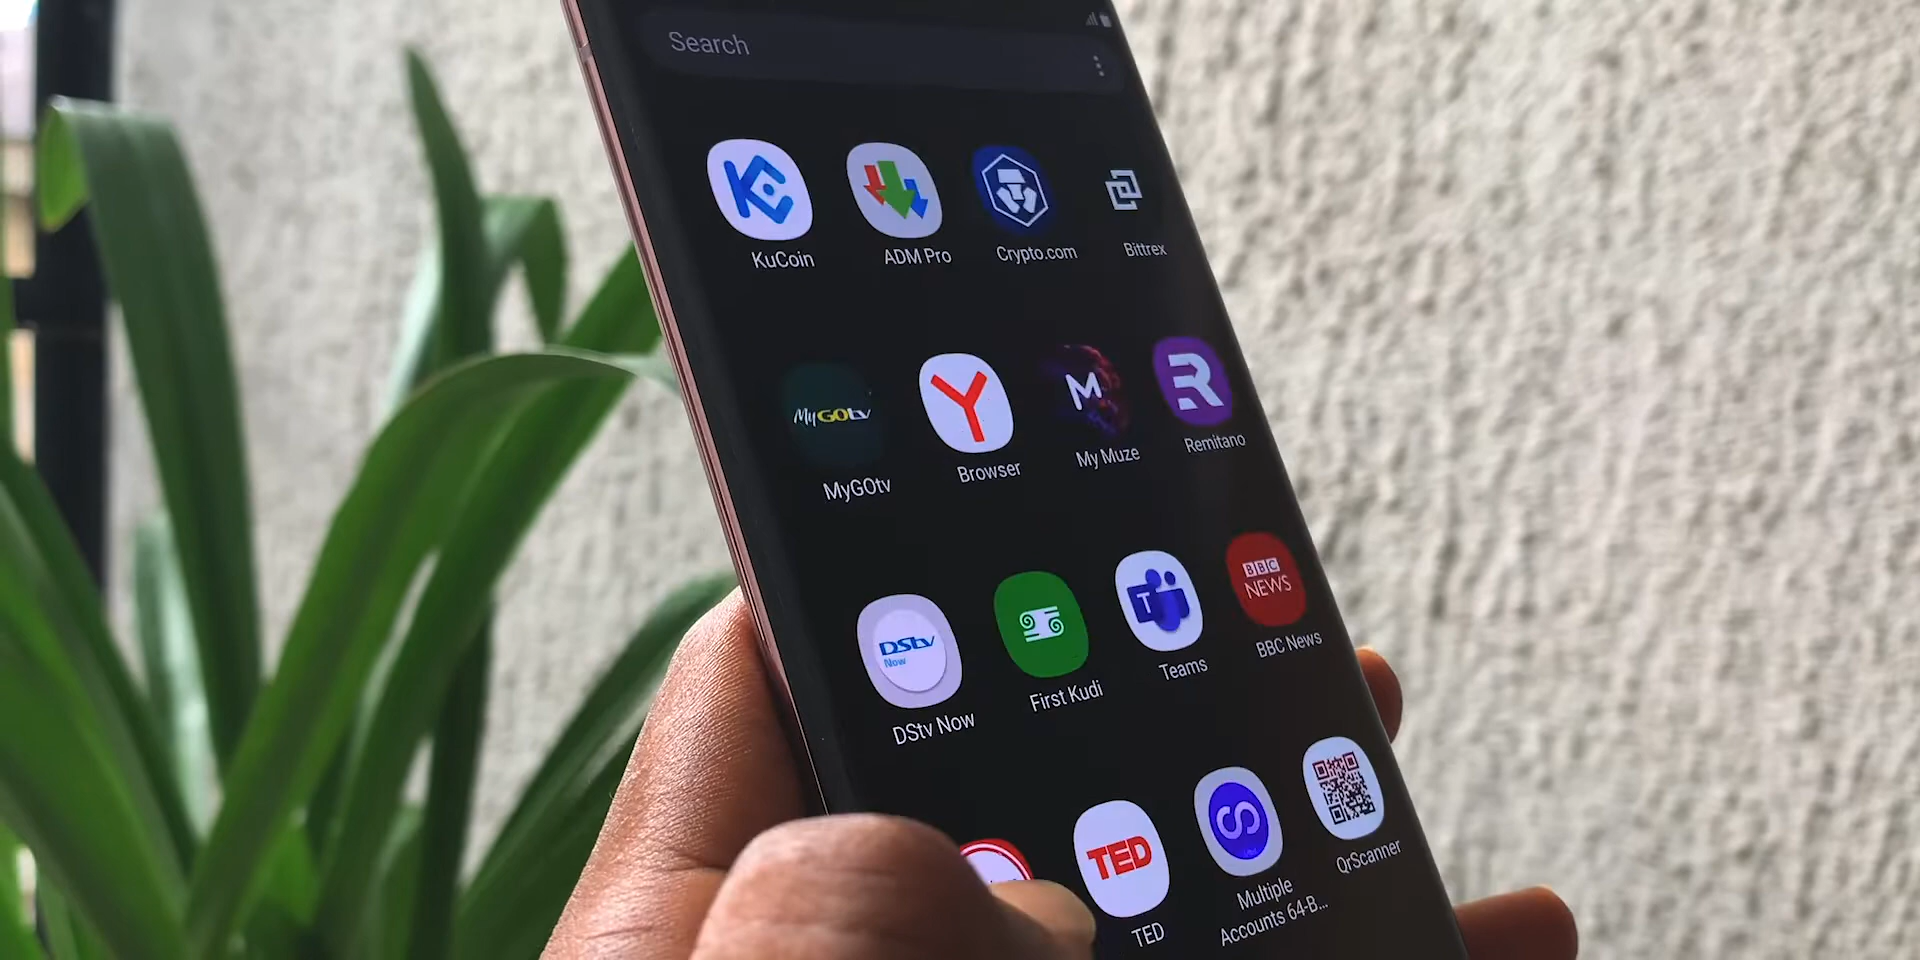 Search
KuCoin
ADM Pro
Crypto.com
Bittrex
MyGOtv
MyGOtv
Y
Browser
M
My Muze
R
Remitano
DStv
Now
DStv Now
First Kudi
T
Teams
BBC
NEWS
BBC News
TED
TED
Multiple
Accounts 64-B...
QrScanner